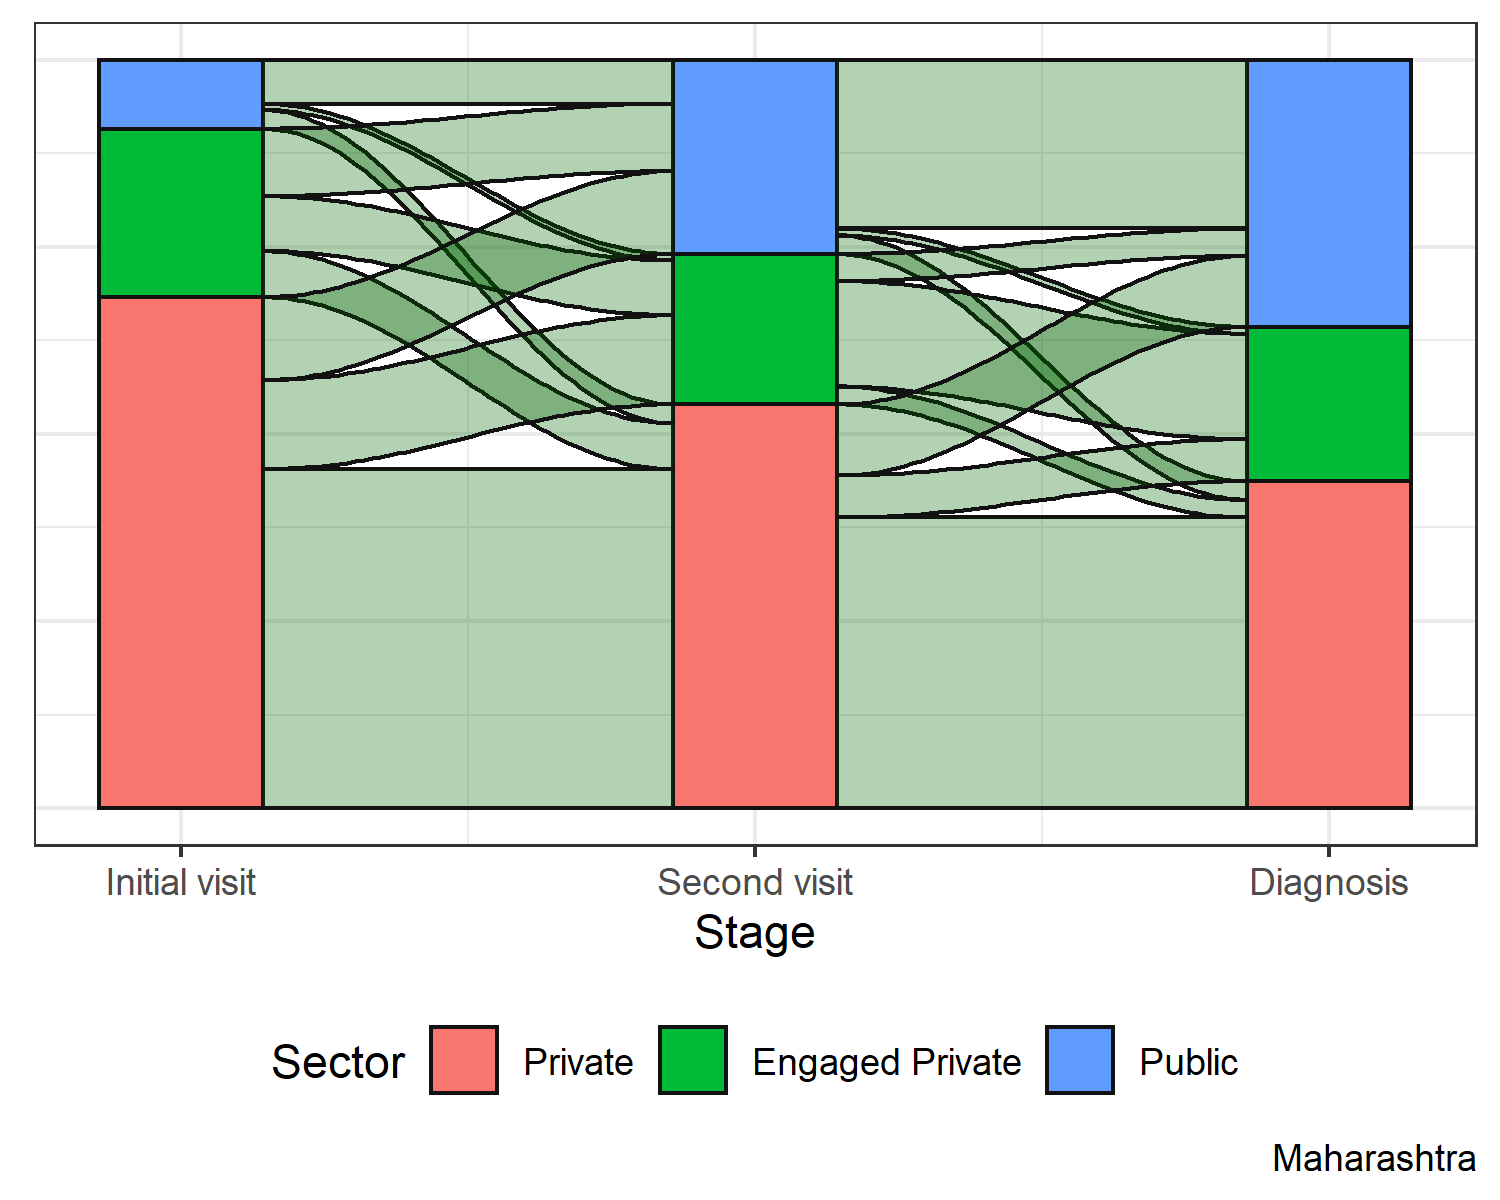 Initial visit Second visit Diagnosis
Stage
Sector Private Engaged Private Public
Maharashtra